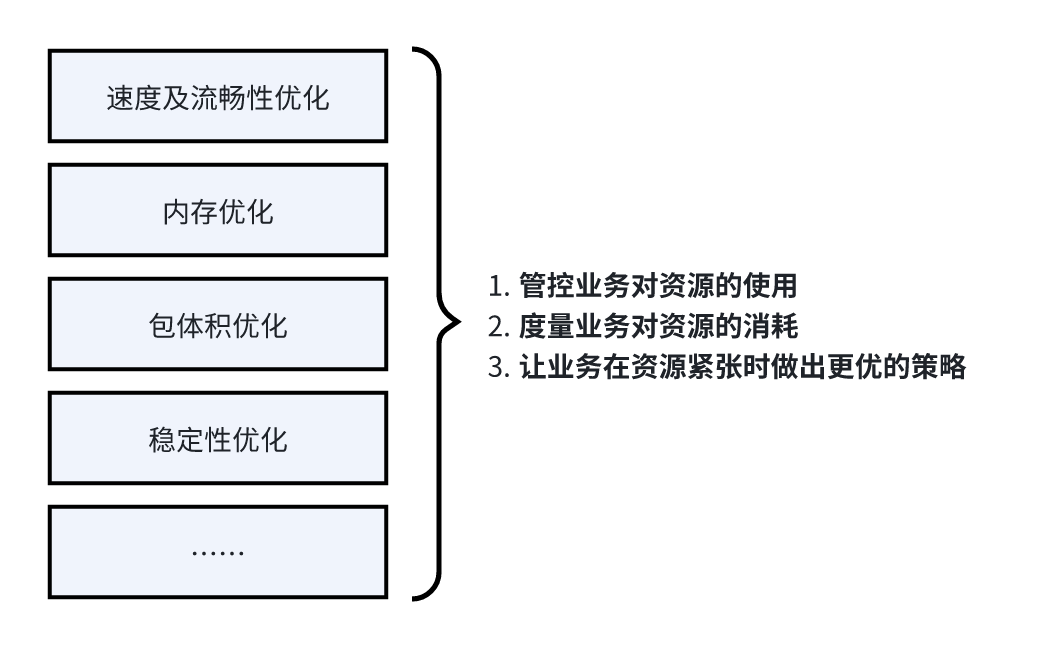 速度及流畅性优化
内存优化
包体积优化
稳定性优化
……
1. 管控业务对资源的使用
2. 度量业务对资源的消耗
3. 让业务在资源紧张时做出更优的策略